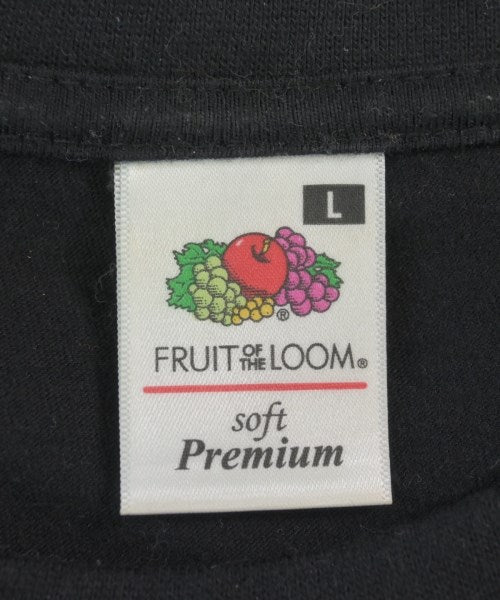 L
®
FRUIT OF THE LOOM®
soft
Premium